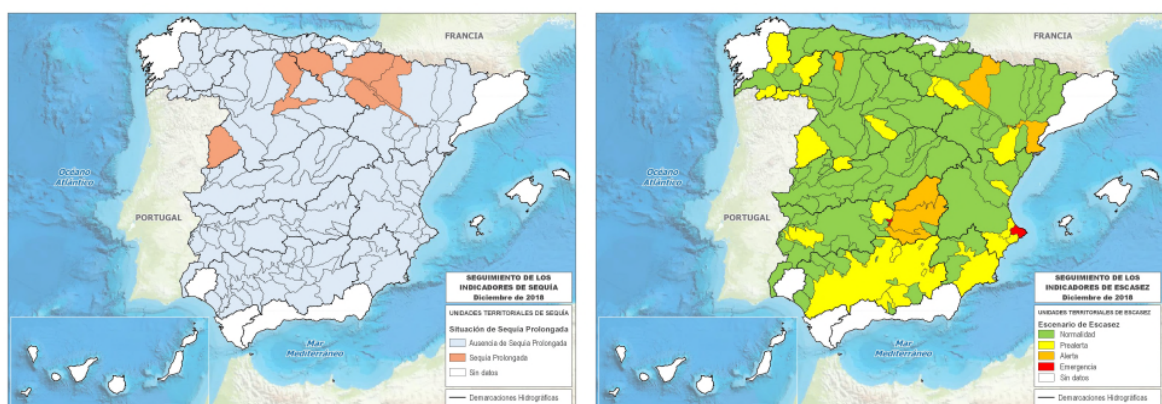 FRANCIA
Océano
Atlántico
PORTUGAL
Mar
Mediterráneo
SEGUIMIENTO DE LOS
INDICADORES DE SEQUÍA
Diciembre de 2018
UNIDADES TERRITORIALES DE SEQUÍA
Situación de Sequía Prolongada
Ausencia de Sequía Prolongada
Sequía Prolongada
Sin datos
Demarcaciones Hidrográficas
FRANCIA
Océano
Atlántico
PORTUGAL
Mar
Mediterráneo
SEGUIMIENTO DE LOS
INDICADORES DE ESCASEZ
Diciembre de 2018
UNIDADES TERRITORIALES DE ESCASEZ
Escenario de Escasez
Normalidad
Prealerta
Alerta
Emergencia
Sin datos
Demarcaciones Hidrográficas